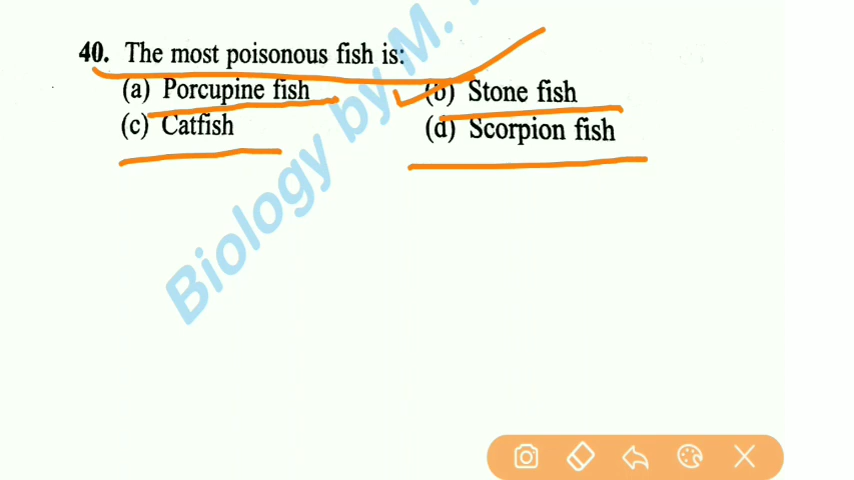 40. The most poisonous fish is:
(a) Porcupine fish (b) Stone fish
(c) Catfish (d) Scorpion fish
Biology by M.